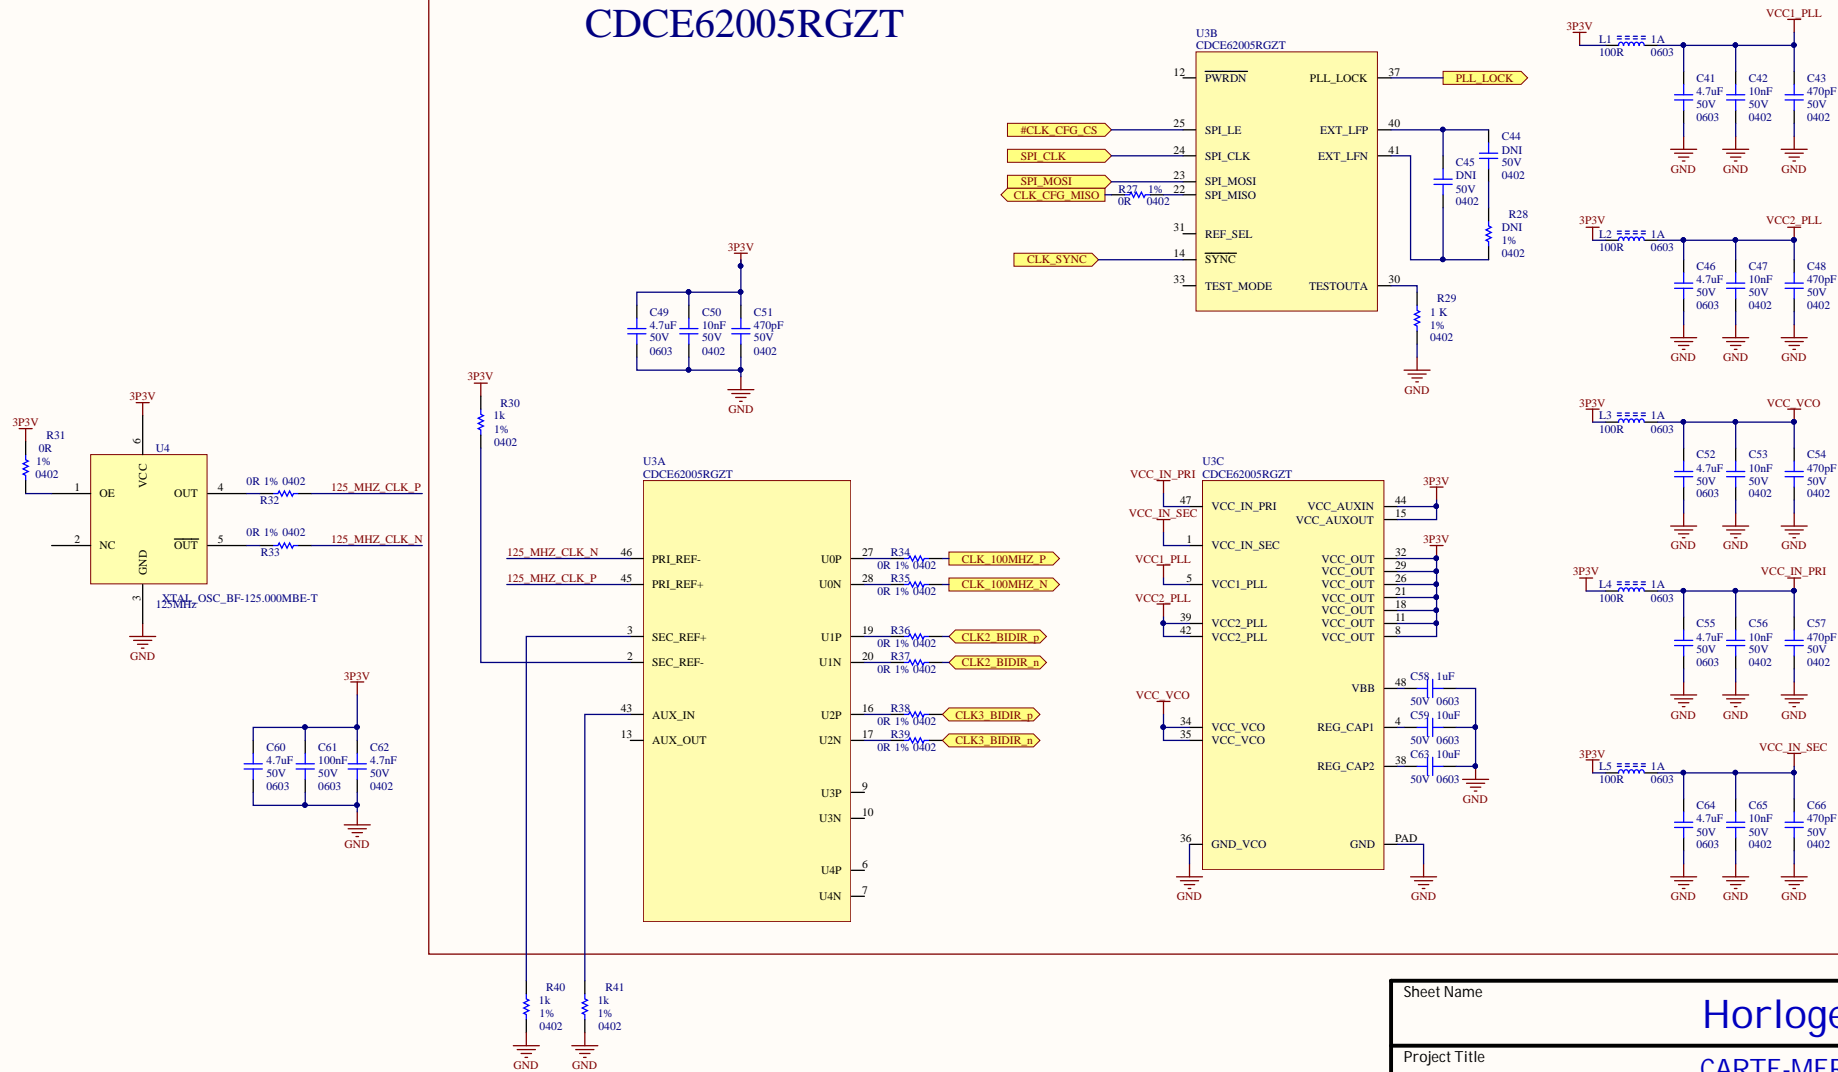 CDCE62005RGZT
U3B
CDCE62005RGZT
12 PWRDN
PLL_LOCK 37 PLL_LOCK
#CLK_CFG_CS 25 SPI_LE
EXT_LFP 40
SPI_CLK 24 SPI_CLK
EXT_LFN 41
SPI_MOSI 23 SPI_MOSI
CLK_CFG_MISO R27 1% 22 SPI_MISO
0R 0402
31 REF_SEL
CLK_SYNC 14 SYNC
33 TEST_MODE
TESTOUTA 30
C44
DNI
50V
0402
C45
DNI
50V
0402
R28
DNI
1%
0402
R29
1 K
1%
0402
GND
3P3V
L1 1A
100R 0603
VCC1_PLL
C41
4.7uF
50V
0603
C42
10nF
50V
0402
C43
470pF
50V
0402
GND GND GND
3P3V
L2 1A
100R 0603
VCC2_PLL
C46
4.7uF
50V
0603
C47
10nF
50V
0402
C48
470pF
50V
0402
GND GND GND
3P3V
L3 1A
100R 0603
VCC_VCO
C52
4.7uF
50V
0603
C53
10nF
50V
0402
C54
470pF
50V
0402
GND GND GND
3P3V
L4 1A
100R 0603
VCC_IN_PRI
C55
4.7uF
50V
0603
C56
10nF
50V
0402
C57
470pF
50V
0402
GND GND GND
3P3V
L5 1A
100R 0603
VCC_IN_SEC
C64
4.7uF
50V
0603
C65
10nF
50V
0402
C66
470pF
50V
0402
GND GND GND
3P3V
C49
4.7uF
50V
0603
C50
10nF
50V
0402
C51
470pF
50V
0402
GND
3P3V
R30
1k
1%
0402
3P3V
R31
0R
1%
0402
3P3V
6
U4
1 OE
VCC
OUT 4
0R 1% 0402
R32
125_MHZ_CLK_P
2 NC
GND
OUT 5
0R 1% 0402
R33
125_MHZ_CLK_N
3
XTAL_OSC_BF-125.000MBE-T
125MHz
GND
3P3V
C60
4.7uF
50V
0603
C61
100nF
50V
0603
C62
4.7nF
50V
0402
GND
U3A
CDCE62005RGZT
125_MHZ_CLK_N 46 PRI_REF-
125_MHZ_CLK_P 45 PRI_REF+
3 SEC_REF+
2 SEC_REF-
43 AUX_IN
13 AUX_OUT
U0P 27 R34 CLK_100MHZ_P
0R 1% 0402
U0N 28 R35 CLK_100MHZ_N
0R 1% 0402
U1P 19 R36 CLK2_BIDIR_p
0R 1% 0402
U1N 20 R37 CLK2_BIDIR_n
0R 1% 0402
U2P 16 R38 CLK3_BIDIR_p
0R 1% 0402
U2N 17 R39 CLK3_BIDIR_n
0R 1% 0402
U3P 9
U3N 10
U4P 6
U4N 7
R40
1k
1%
0402
GND
R41
1k
1%
0402
GND
U3C
CDCE62005RGZT
VCC_IN_PRI
47 VCC_IN_PRI
VCC_IN_SEC
1 VCC_IN_SEC
VCC1_PLL
5 VCC1_PLL
VCC2_PLL
39 VCC2_PLL
42 VCC2_PLL
VCC_VCO
34 VCC_VCO
35 VCC_VCO
36 GND_VCO
GND
3P3V
VCC_AUXIN 44
VCC_AUXOUT 15
3P3V
VCC_OUT 32
VCC_OUT 29
VCC_OUT 26
VCC_OUT 21
VCC_OUT 18
VCC_OUT 11
VCC_OUT 8
VBB 48 C58 1uF
50V 0603
REG_CAP1 4 C59 10uF
50V 0603
REG_CAP2 38 C63 10uF
50V 0603
GND
GND PAD
GND
Sheet Name
Horloge
Project Title
CARTE-MER